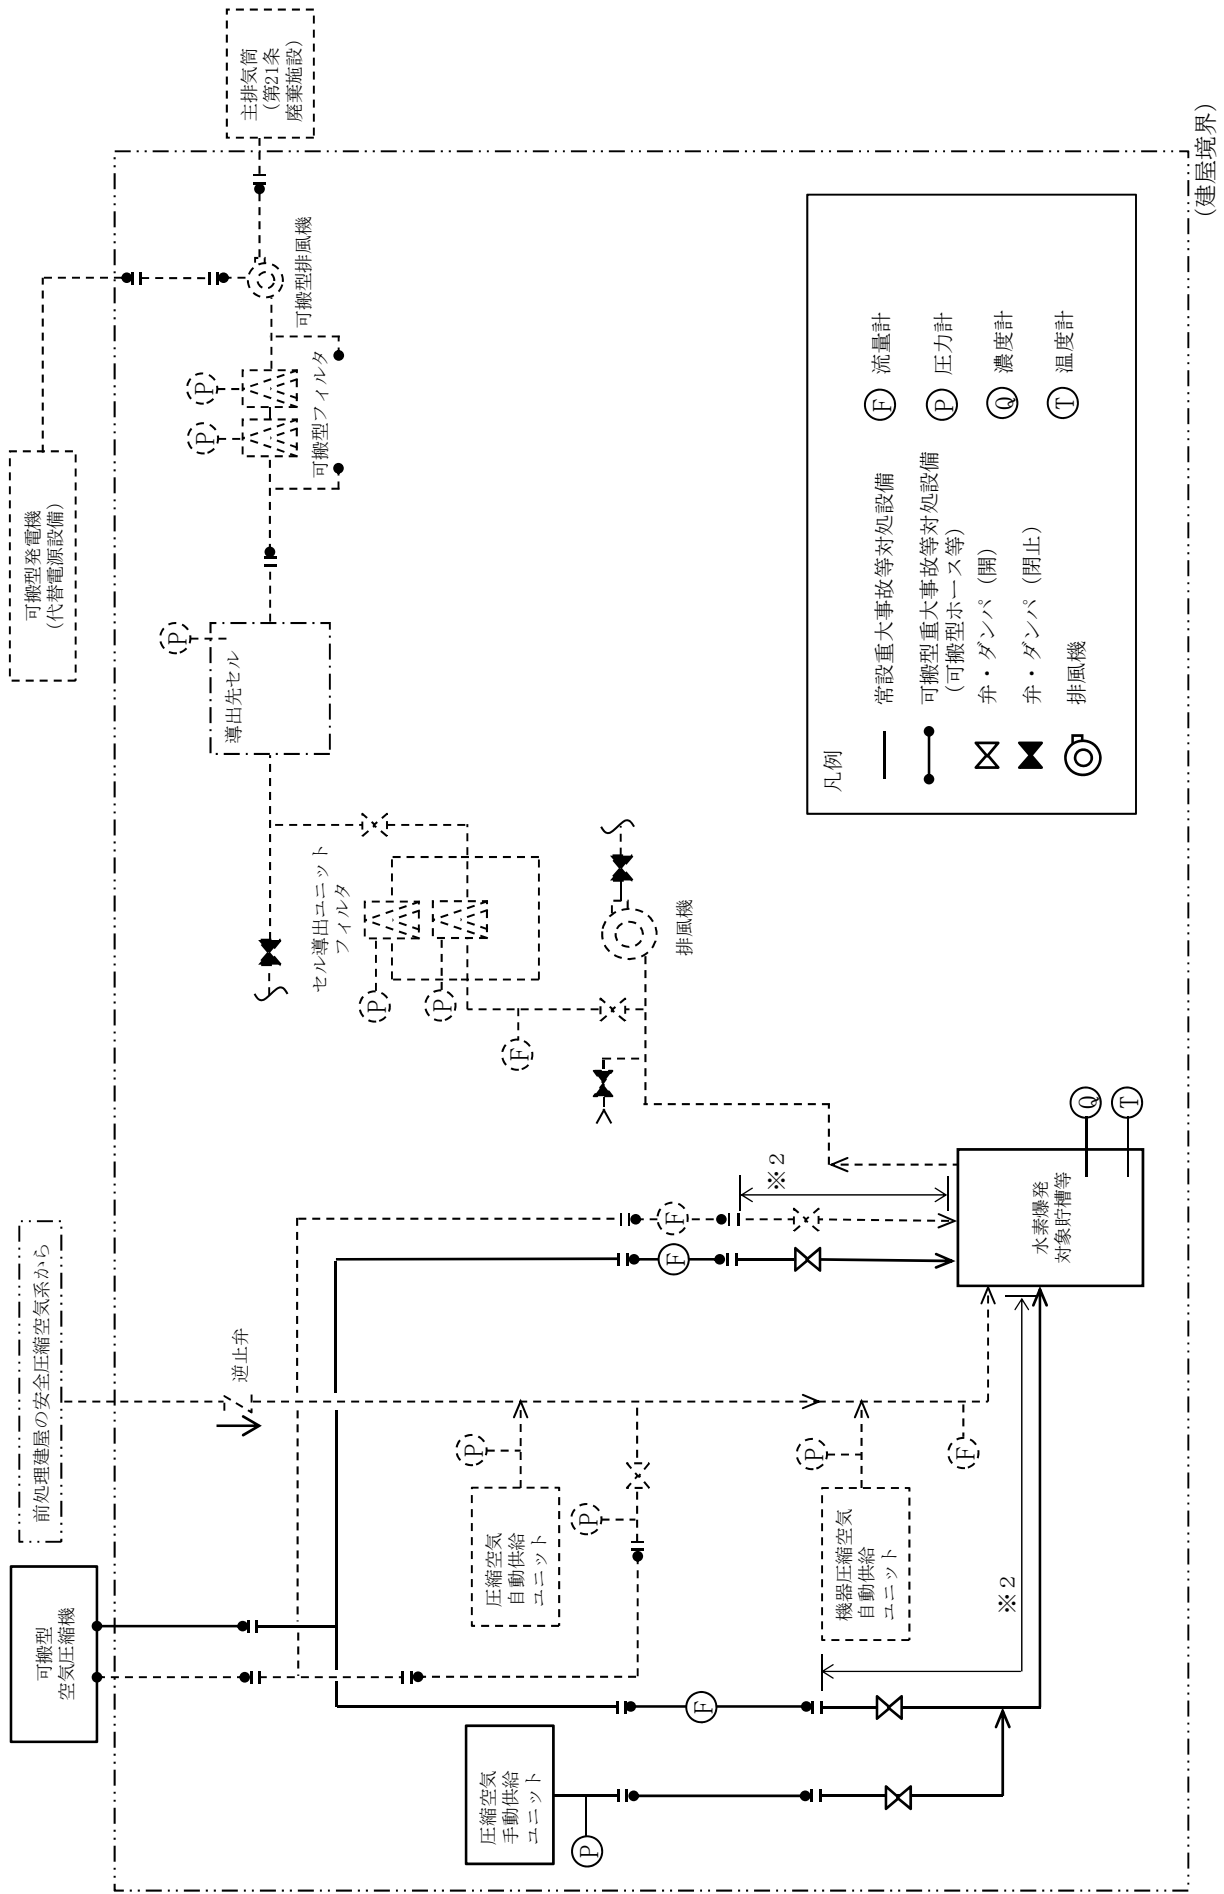 主排気筒
(第21条
廃棄施設)
可搬型発電機
(代替電源設備)
可搬型排風機
P
P
可搬型フィルタ
P
導出先セル
セル導出ユニット
フィルタ
P
P
F
排風機
前処理建屋の安全圧縮空気系から
逆止弁
可搬型
空気圧縮機
P
圧縮空気
自動供給
ユニット
P
P
機器圧縮空気
自動供給
ユニット
F
F
F
※2
※2
F
圧縮空気
手動供給
ユニット
P
水素爆発
対象貯槽等
Q
T
(建屋境界)
凡例
常設重大事故等対処設備
可搬型重大事故等対処設備
(可搬型ホース等)
弁・ダンパ (開)
弁・ダンパ (閉止)
排風機
F 流量計
P 圧力計
Q 濃度計
T 温度計